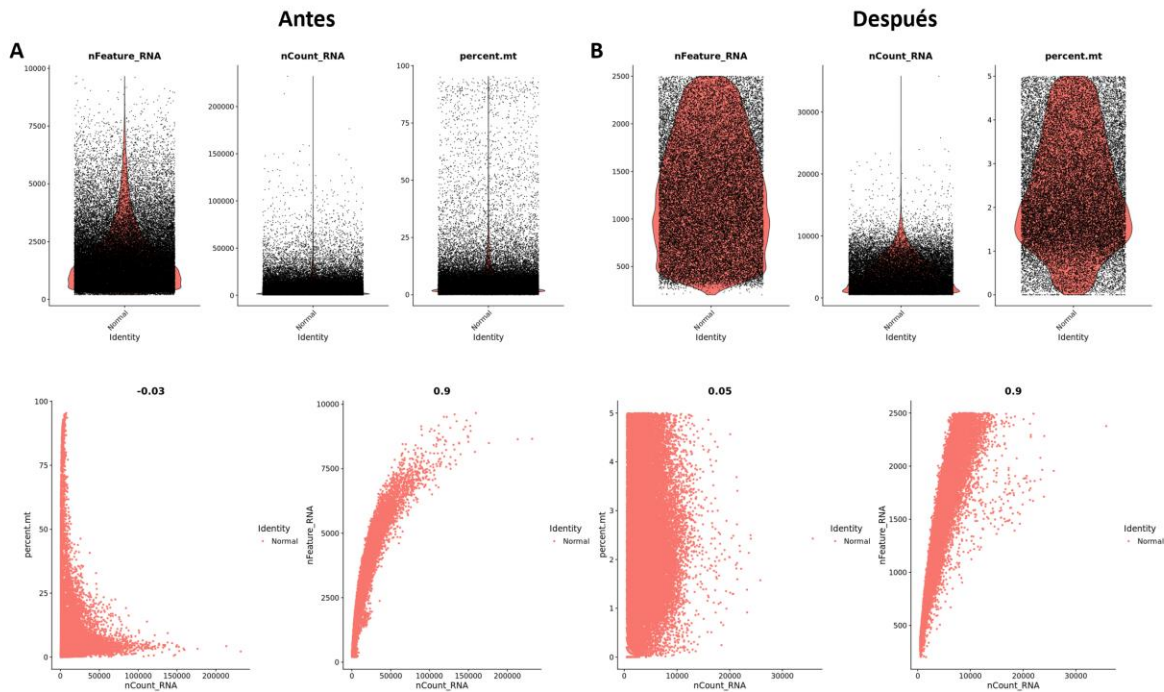 Antes
Después
A
nFeature_RNA
nCount_RNA
percent.mt
10000
7500
5000
2500
0
Normal
Identity
200000
150000
100000
50000
0
Normal
Identity
100
75
50
25
0
Normal
Identity
B
nFeature_RNA
nCount_RNA
percent.mt
2500
2000
1500
1000
500
Normal
Identity
30000
20000
10000
0
Normal
Identity
5
4
3
2
1
0
Normal
Identity
-0.03
percent.mt
100
75
50
25
0
0 50000 100000 150000 200000
nCount_RNA
Identity
Normal
0.9
nFeature_RNA
10000
7500
5000
2500
0
0 50000 100000 150000 200000
nCount_RNA
Identity
Normal
0.05
percent.mt
5
4
3
2
1
0
0 10000 20000 30000
nCount_RNA
Identity
Normal
0.9
nFeature_RNA
2500
2000
1500
1000
500
0 10000 20000 30000
nCount_RNA
Identity
Normal